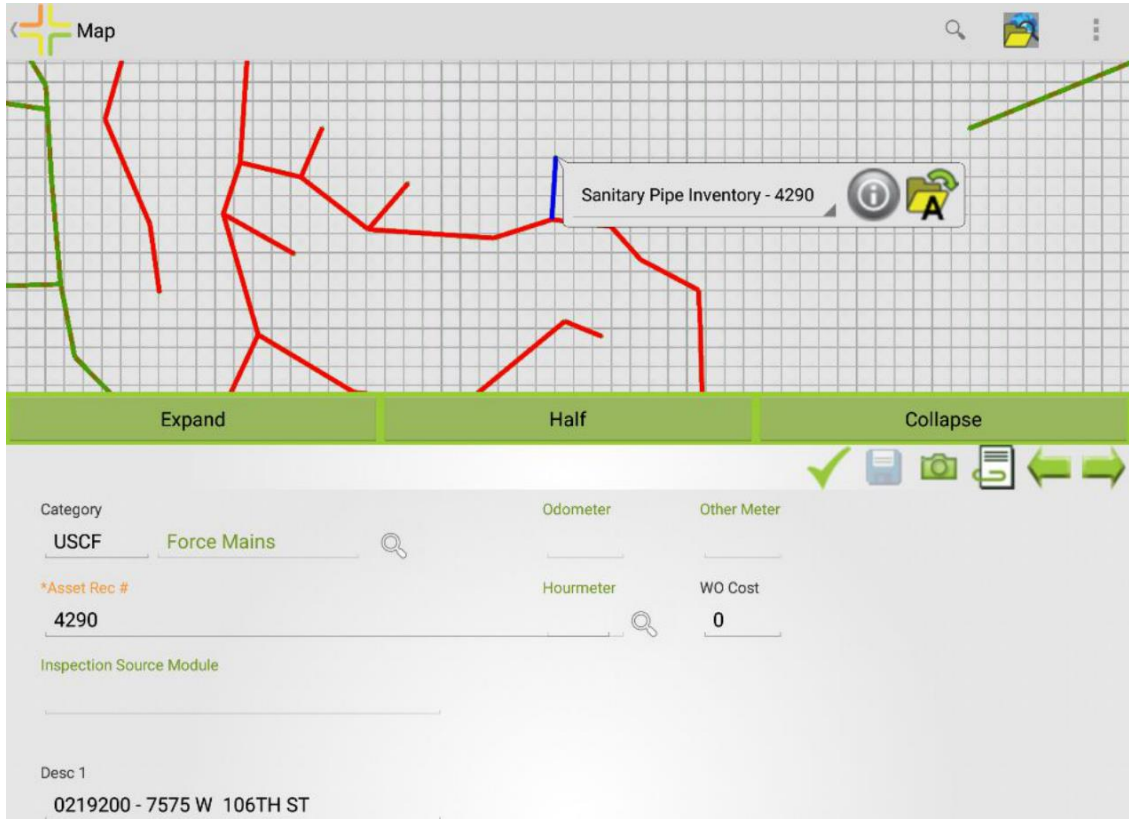 Map
Sanitary Pipe Inventory - 4290
A
Expand Half Collapse
Category Odometer Other Meter
USCF Force Mains
*Asset Rec # Hourmeter WO Cost
4290 0
Inspection Source Module
Desc 1
0219200 - 7575 W 106TH ST